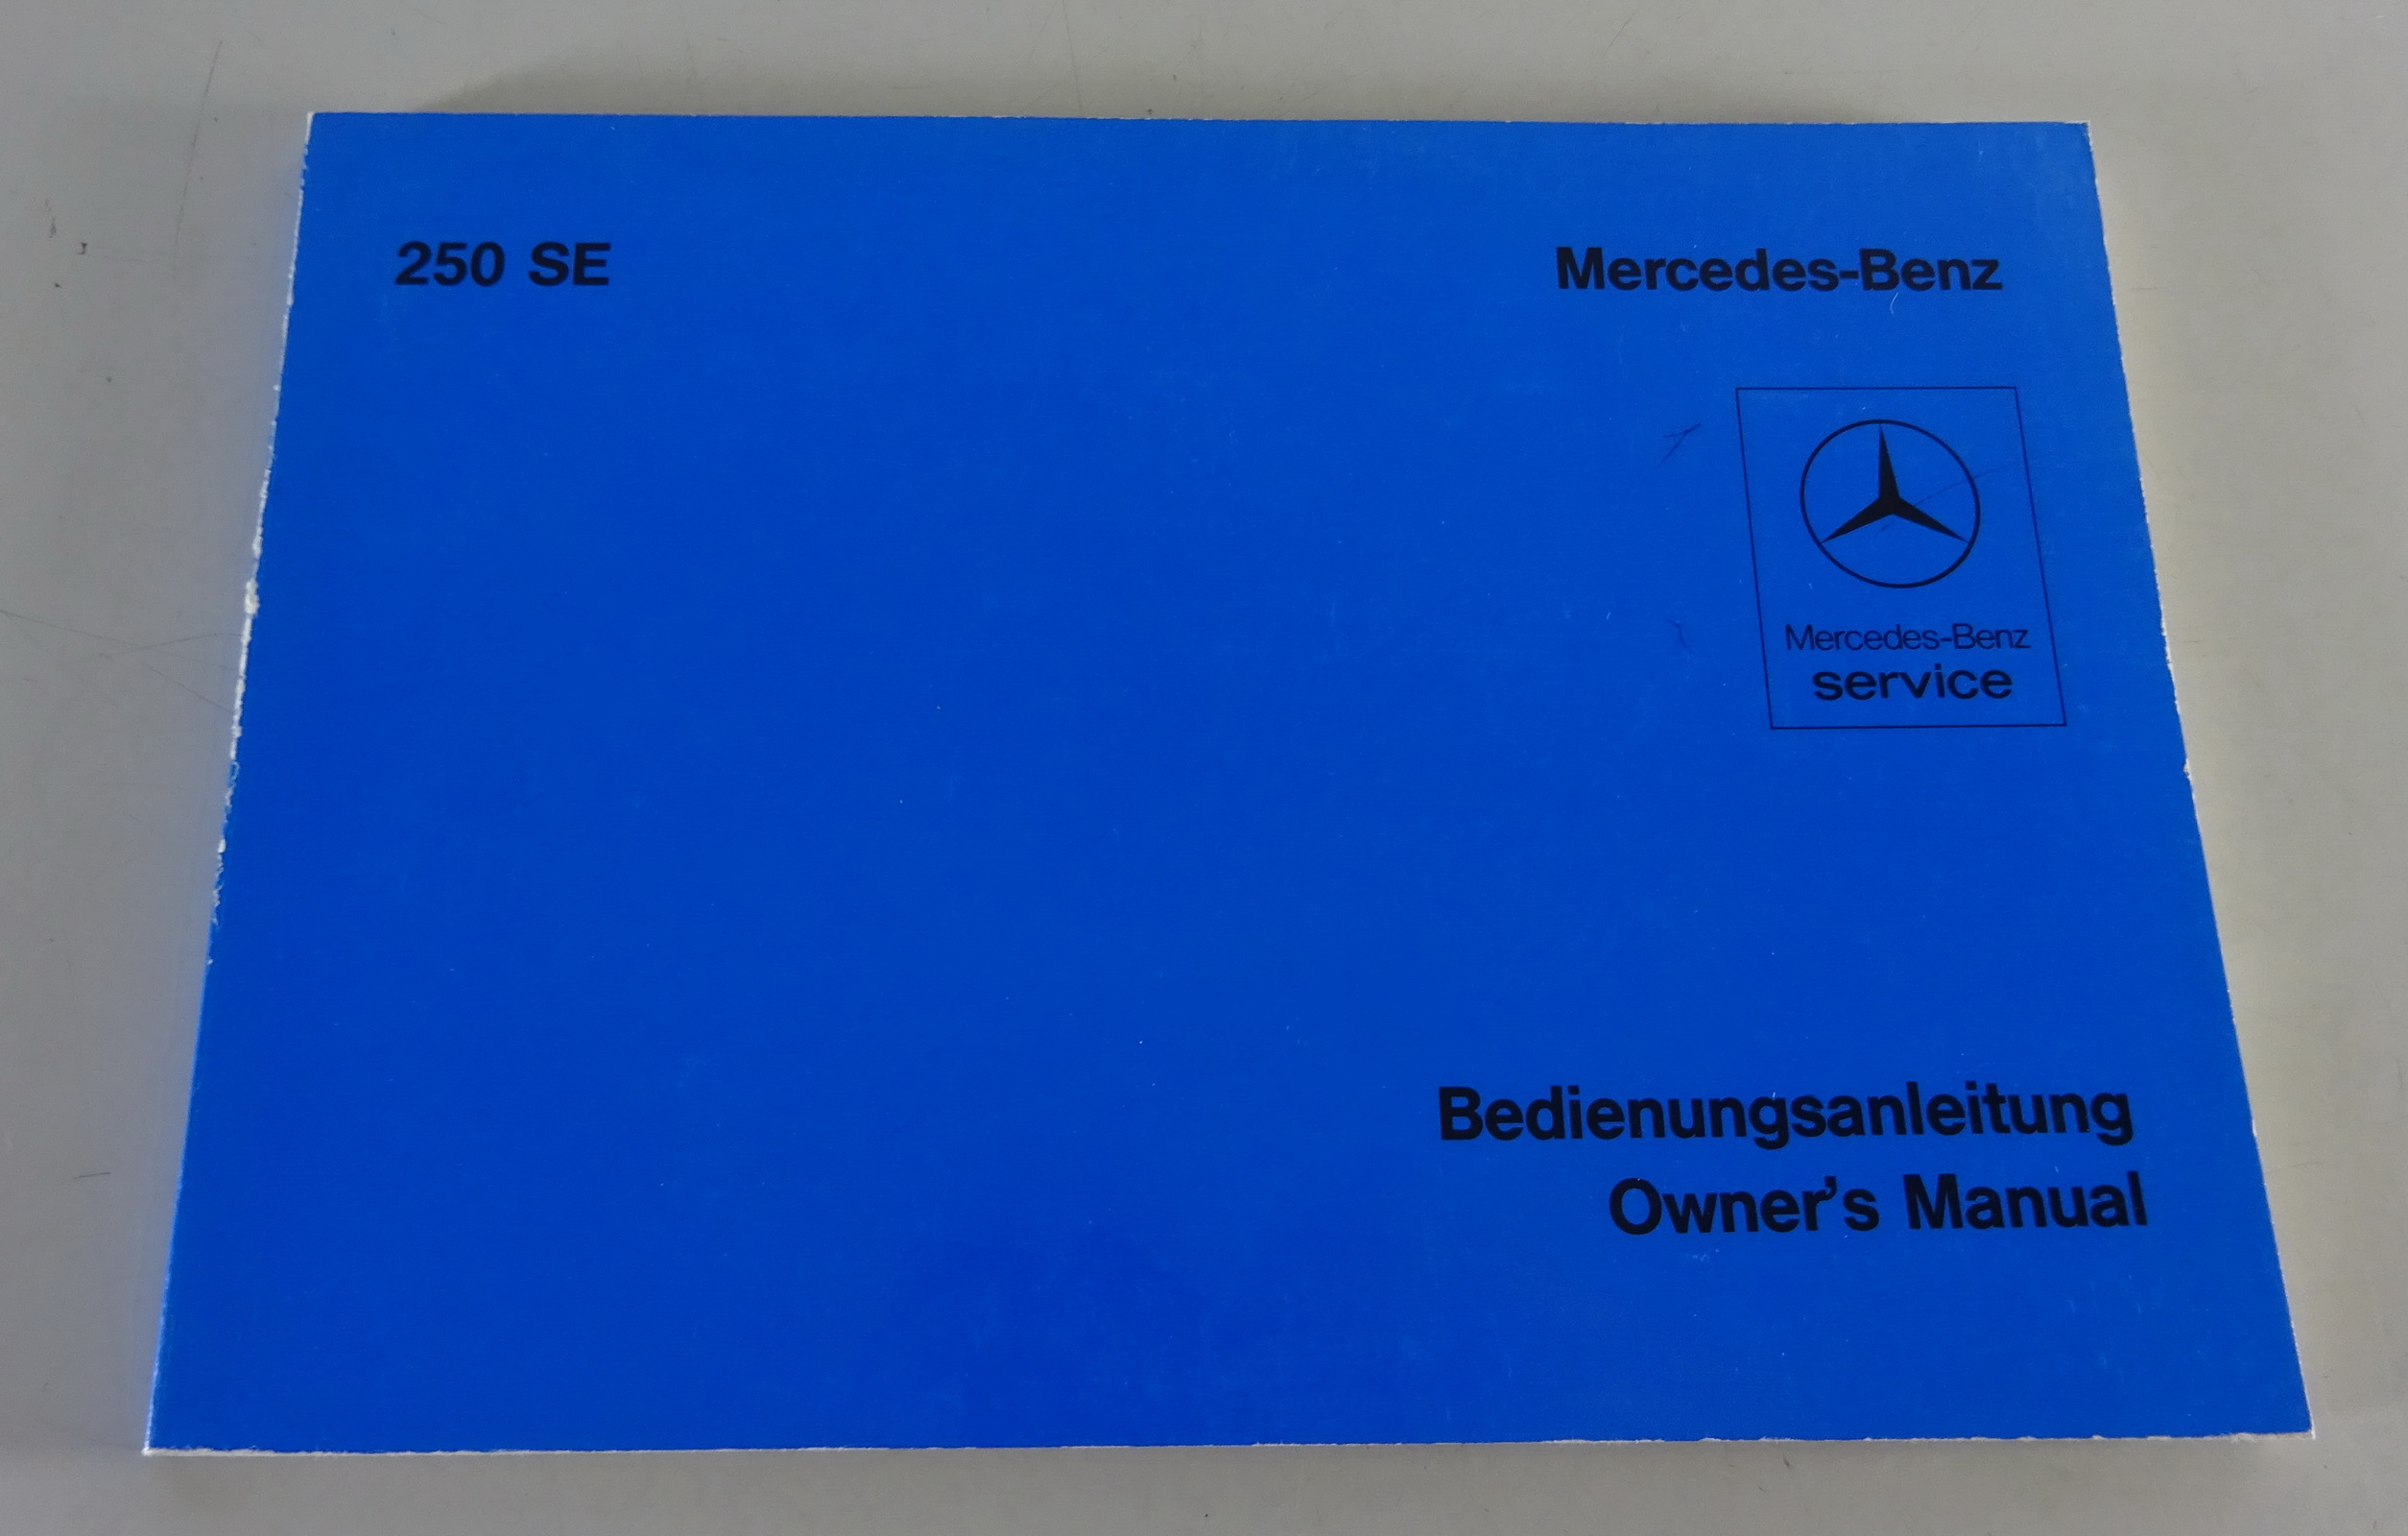 250 SE
Mercedes-Benz
Mercedes-Benz
service
Bedienungsanleitung
Owner's Manual